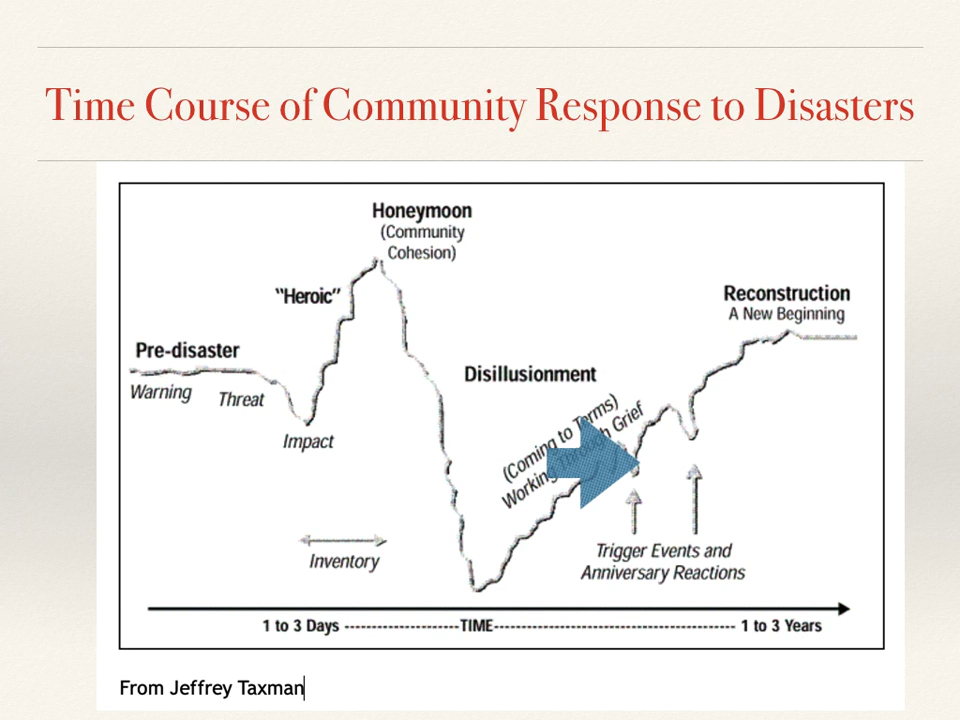 Time Course of Community Response to Disasters
Honeymoon
(Community
Cohesion)
"Heroic"
Reconstruction
A New Beginning
Pre-disaster
Warning
Threat
Disillusionment
Impact
(Coming to Terms)
Working Through Grief
Inventory
Trigger Events and
Anniversary Reactions
1 to 3 Days --------------------TIME------------------------------------------ 1 to 3 Years
From Jeffrey Taxman